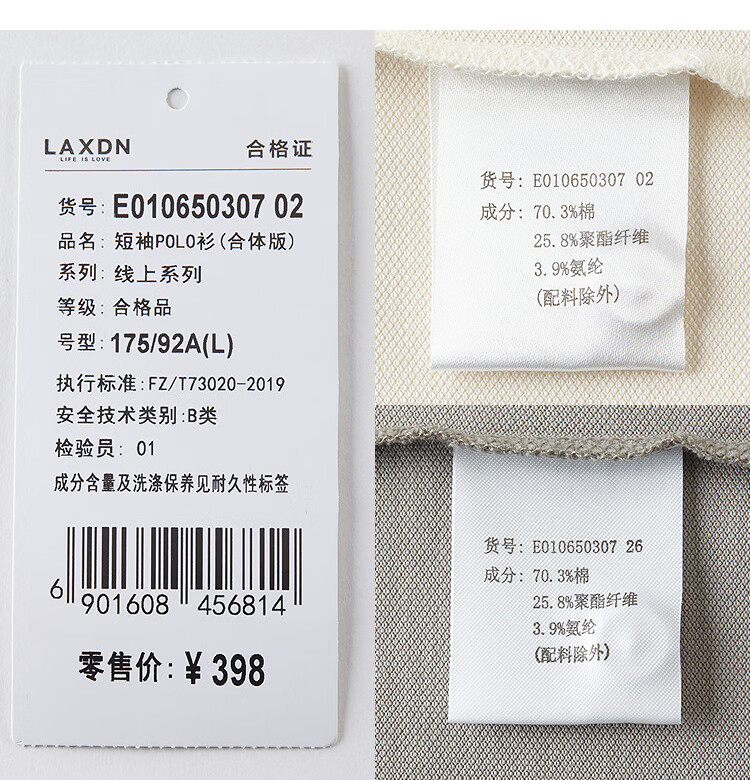 LAXDN
LIFE IS LOVE
合格证
货号: E010650307 02
品名: 短袖POLO衫(合体版)
系列: 线上系列
等级: 合格品
号型: 175/92A(L)
执行标准: FZ/T73020-2019
安全技术类别: B类
检验员: 01
成分含量及洗涤保养见耐久性标签
6 901608 456814
零售价: ¥ 398
货号: E010650307 02
成分: 70.3%棉
25.8%聚酯纤维
3.9%氨纶
(配料除外)
货号: E010650307 26
成分: 70.3%棉
25.8%聚酯纤维
3.9%氨纶
(配料除外)